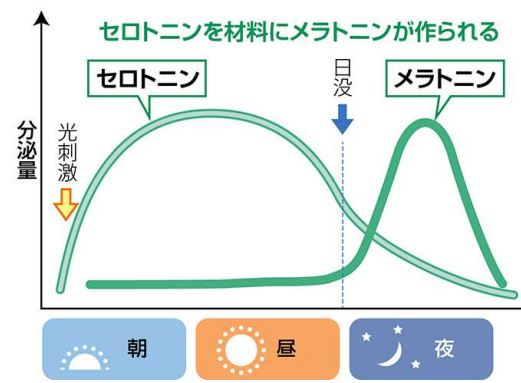 セロトニンを材料にメラトニンが作られる
セロトニン
日没
メラトニン
分泌量
光刺激
朝
昼
夜